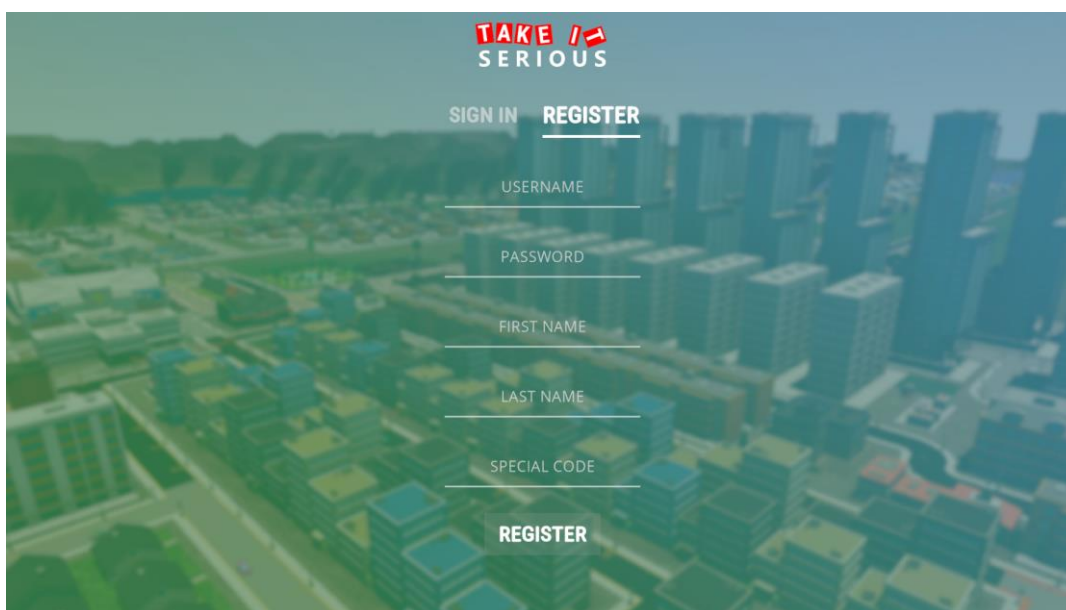 TAKE IT
SERIOUS
SIGN IN REGISTER
USERNAME
PASSWORD
FIRST NAME
LAST NAME
SPECIAL CODE
REGISTER